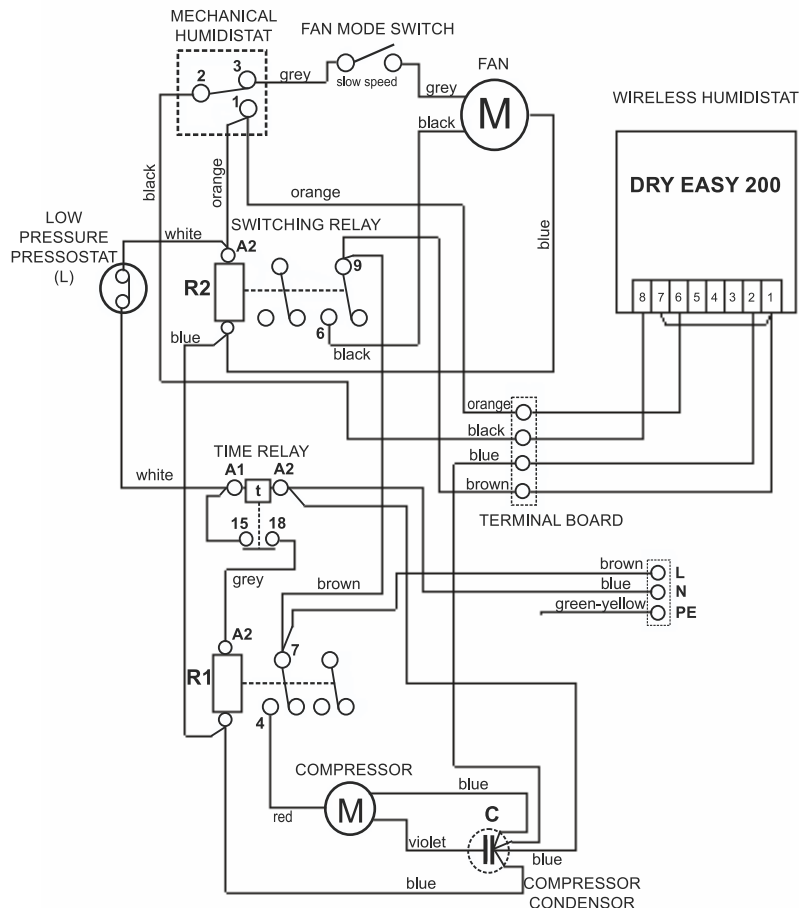 MECHANICAL
HUMIDISTAT
FAN MODE SWITCH
FAN
WIRELESS HUMIDISTAT
2
3
1
grey
slow speed
grey
M
black
black
orange
orange
blue
DRY EASY 200
8 7 6 5 4 3 2 1
LOW
PRESSURE
PRESSOSTAT
(L)
white
SWITCHING RELAY
A2
R2
9
6
blue
black
orange
black
blue
brown
TERMINAL BOARD
TIME RELAY
white
A1
t
A2
15
18
grey
brown
brown
L
blue
N
green-yellow
PE
A2
R1
7
4
COMPRESSOR
M
red
blue
violet
C
blue
blue
COMPRESSOR
CONDENSOR